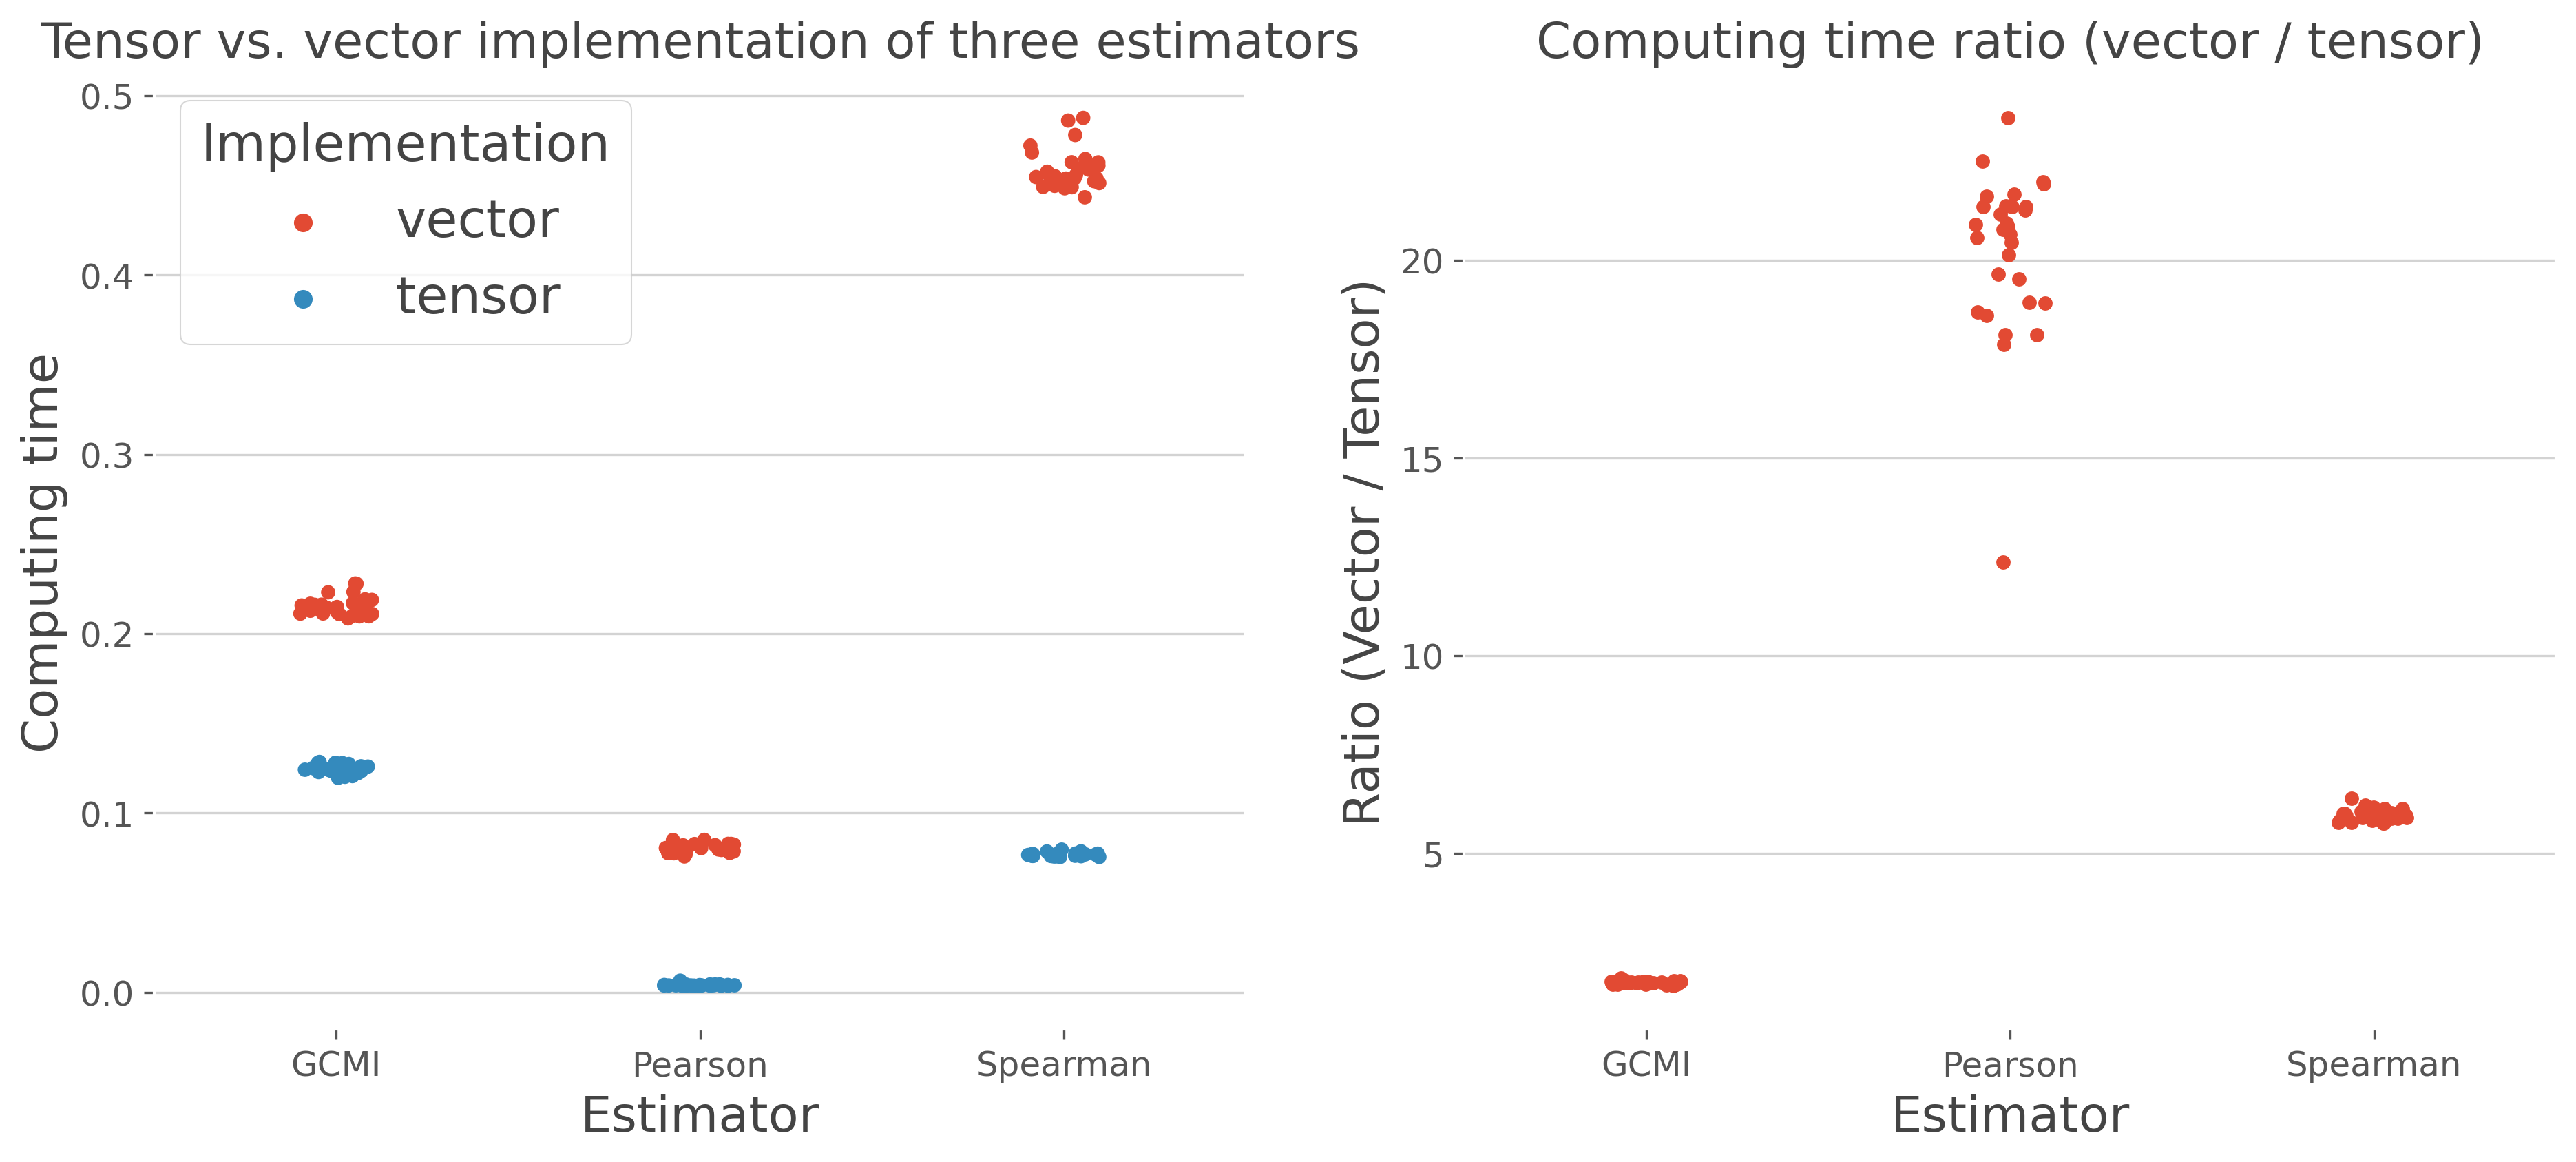 Tensor vs. vector implementation of three estimators
Implementation
vector
tensor
Computing time
0.5
0.4
0.3
0.2
0.1
0.0
GCMI
Pearson
Spearman
Estimator
Computing time ratio (vector / tensor)
Ratio (Vector / Tensor)
20
15
10
5
GCMI
Pearson
Spearman
Estimator